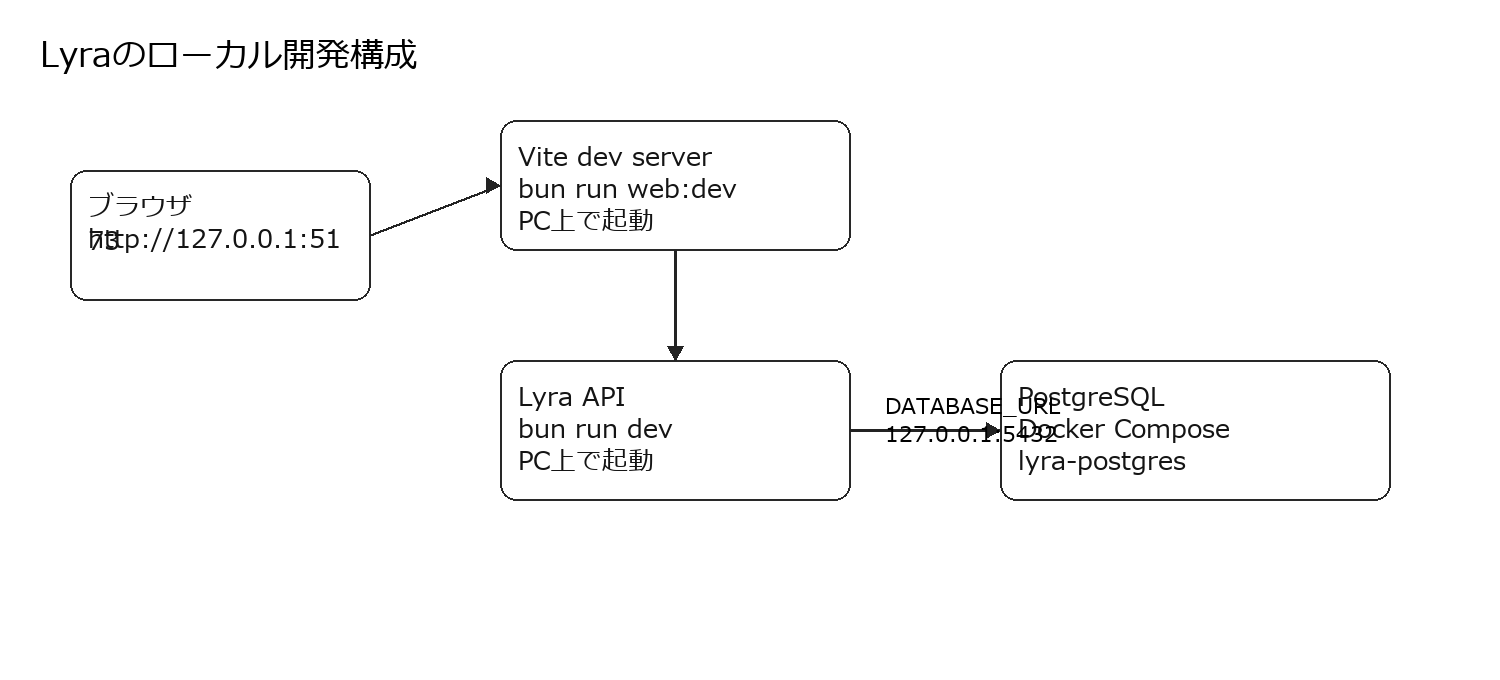 Lyraのローカル開発構成
ブラウザ
http://127.0.0.1:51
73
Vite dev server
bun run web:dev
PC上で起動
Lyra API
bun run dev
PC上で起動
DATABASE_URL
127.0.0.1:5432
PostgreSQL
Docker Compose
lyra-postgres